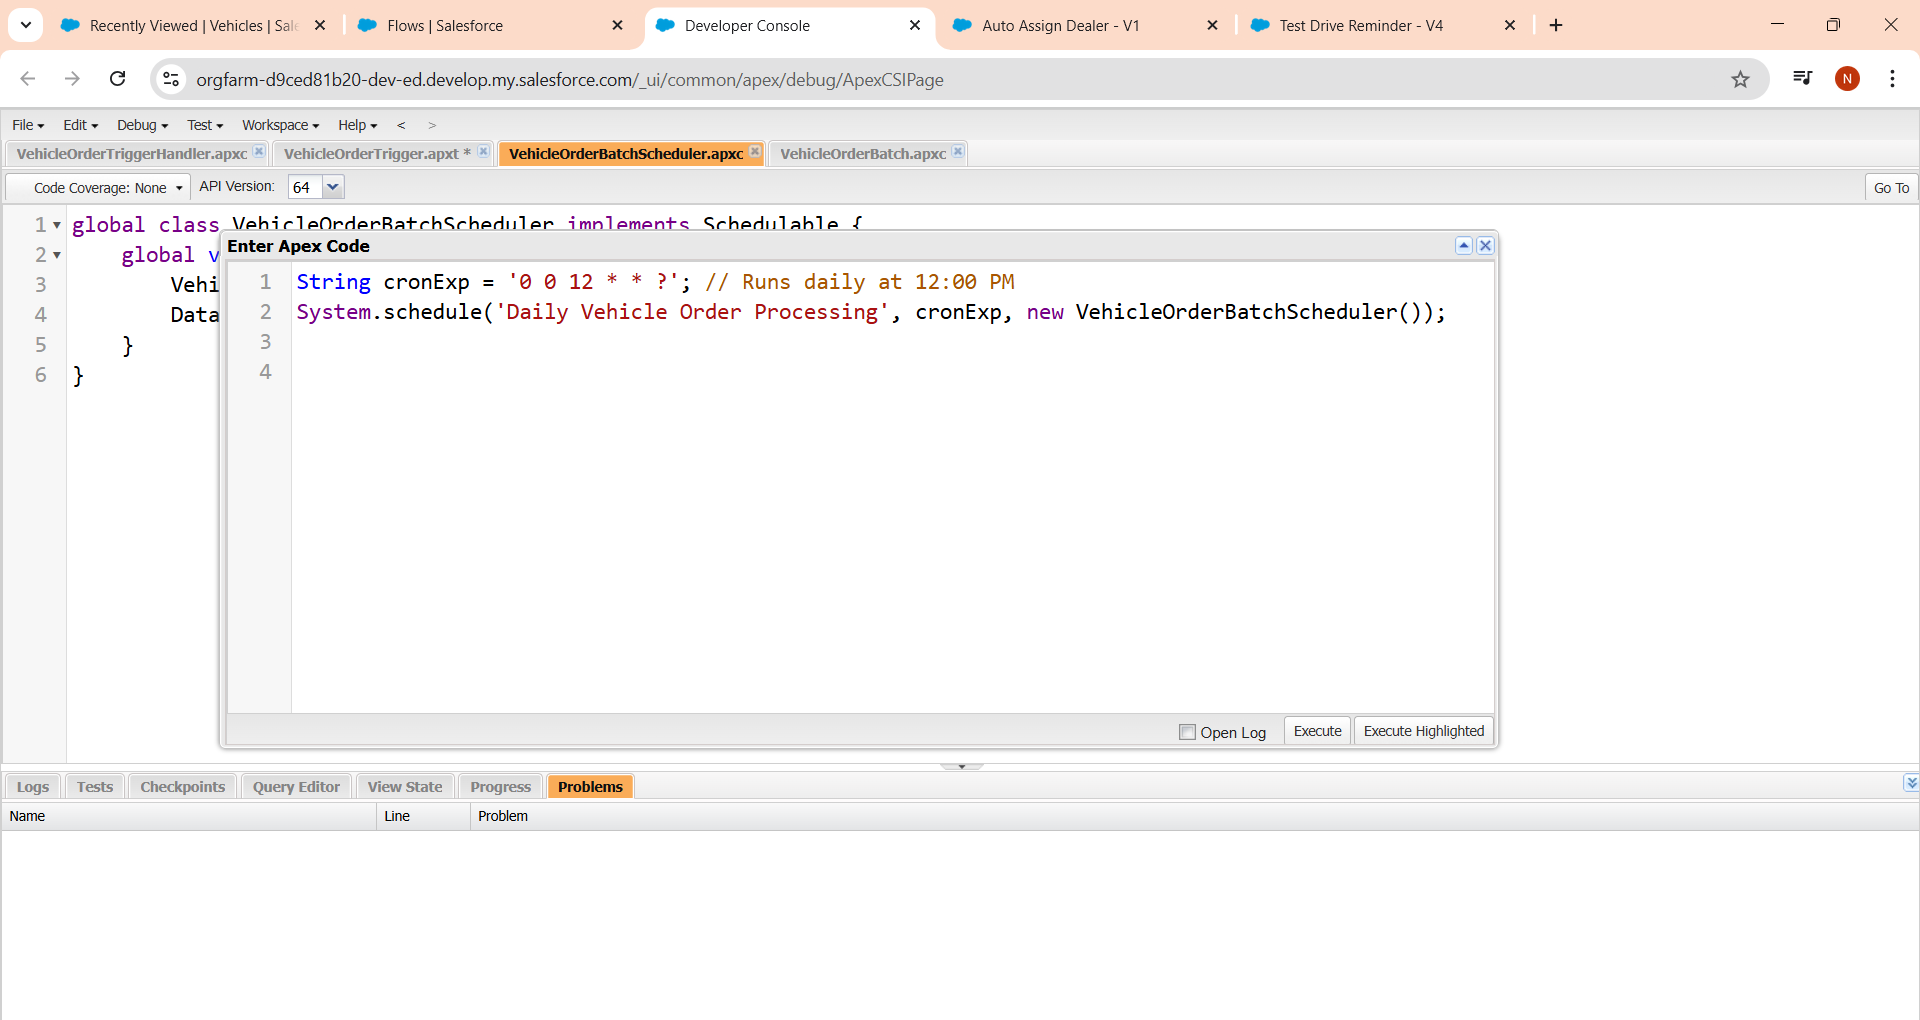 Recently Viewed | Vehicles | Sale
Flows | Salesforce
Developer Console
Auto Assign Dealer - V1
Test Drive Reminder - V4
orgfarm-d9ced81b20-dev-ed.develop.my.salesforce.com/_ui/common/apex/debug/ApexCSIPage
N
File Edit Debug Test Workspace Help < >
VehicleOrderTriggerHandler.apxc VehicleOrderTrigger.apxt * VehicleOrderBatchScheduler.apxc VehicleOrderBatch.apxc
Code Coverage: None API Version: 64 Go To
1 global class VehicleOrderBatchScheduler implements Schedulable {
2 global v
3 Vehi
4 Data
5 }
6 }
Enter Apex Code
1 String cronExp = '0 0 12 * * ?'; // Runs daily at 12:00 PM
2 System.schedule('Daily Vehicle Order Processing', cronExp, new VehicleOrderBatchScheduler());
3
4
Open Log Execute Execute Highlighted
Logs Tests Checkpoints Query Editor View State Progress Problems
Name Line Problem